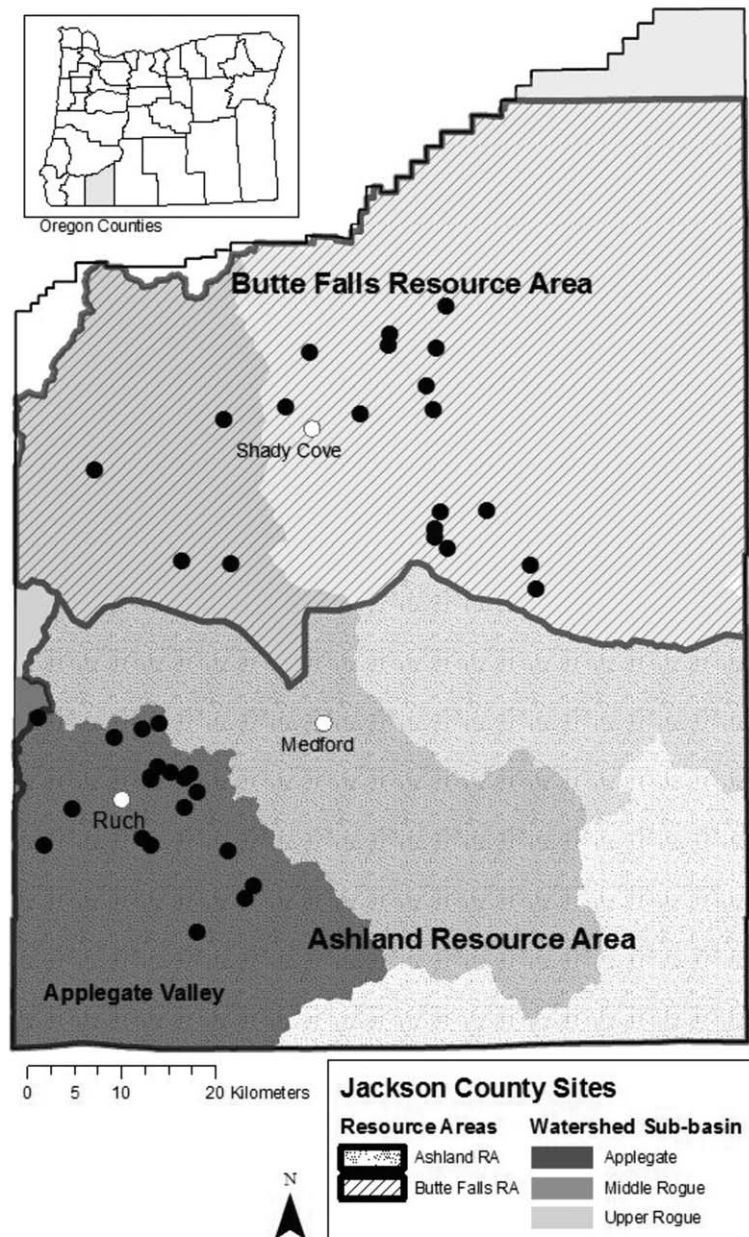 Oregon Counties
Butte Falls Resource Area
Shady Cove
Medford
Ruch
Ashland Resource Area
Applegate Valley
0 5 10 20 Kilometers
N
Jackson County Sites
Resource Areas Watershed Sub-basin
Ashland RA Applegate
Butte Falls RA Middle Rogue
Upper Rogue